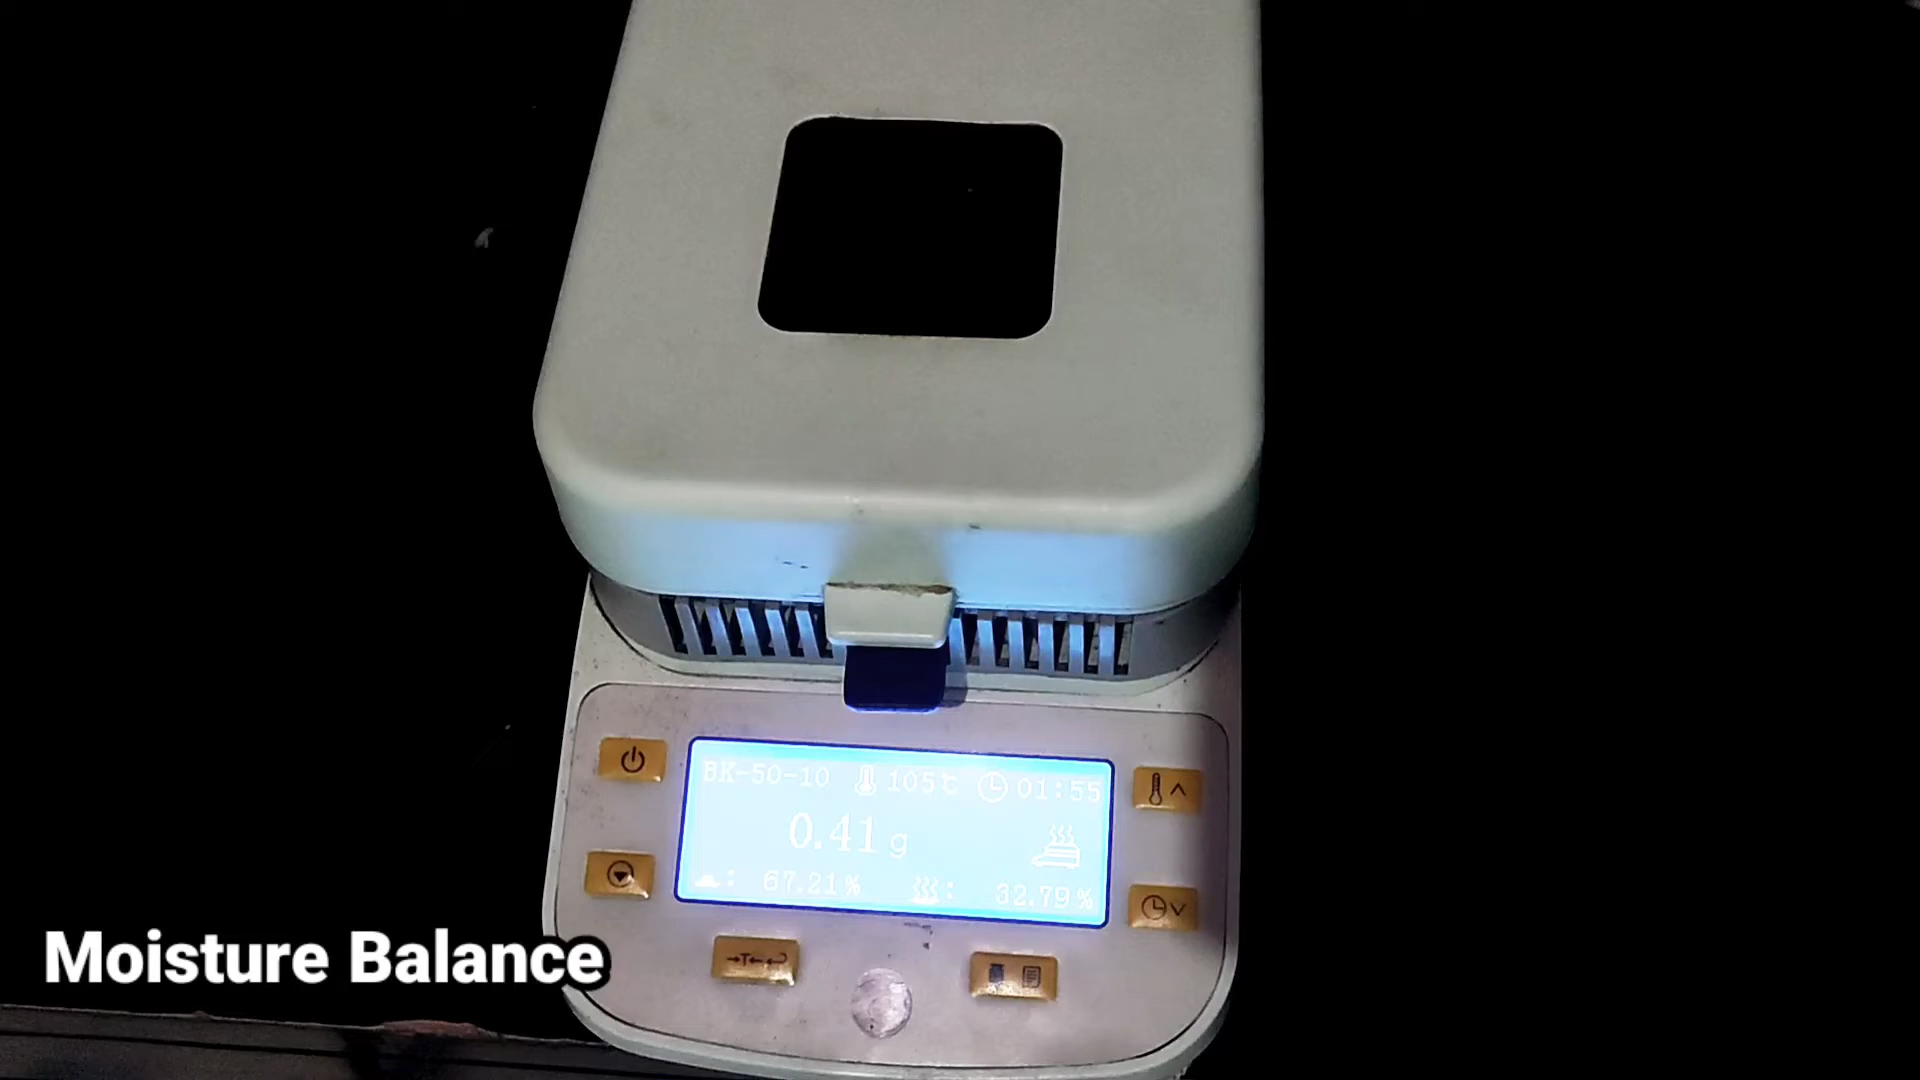 BK-50-10 105℃ 01:55
0.41 g
: 67.21% : 32.79%
→T←
Moisture Balance